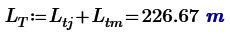 L_T := L_tj + L_tm = 226.67 m